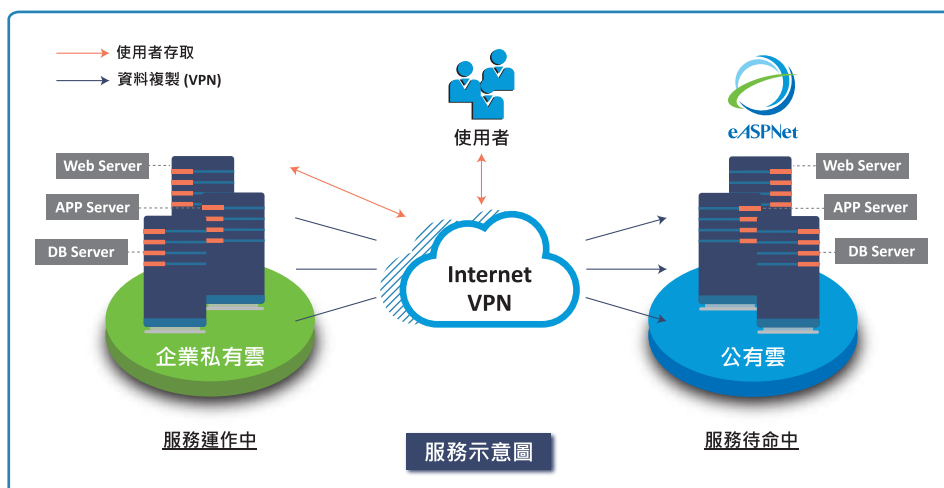 使用者存取
資料複製 (VPN)
使用者
eASPNet
Web Server
APP Server
DB Server
Internet
VPN
Web Server
APP Server
DB Server
企業私有雲
公有雲
服務運作中
服務示意圖
服務待命中